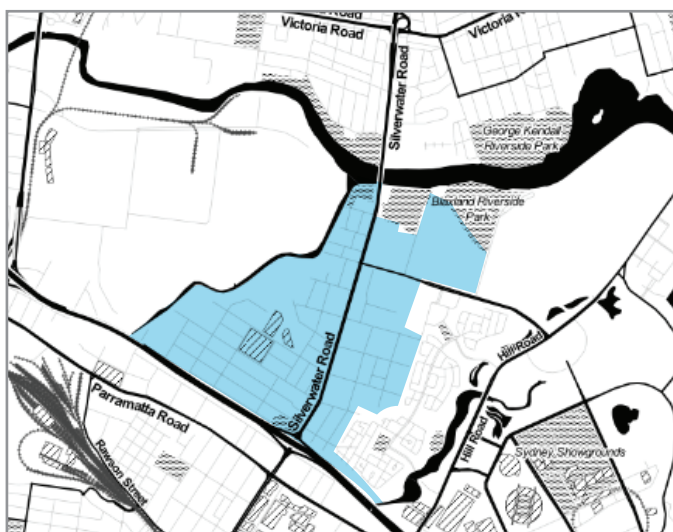 Road
Victoria Road
Victoria R
Silverwater Road
George Kendall
Riverside Park
Blaxland Riverside
Park
Hill Road
Silverwater Road
Parramatta Road
Hill Road
Rawson Street
Sydney Showgrounds